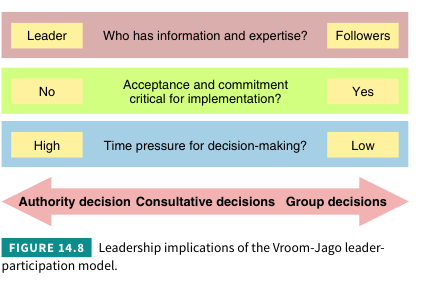 Leader Who has information and expertise? Followers
Acceptance and commitment
No critical for implementation? Yes
High Time pressure for decision-making? Low
Authority decision Consultative decisions Group decisions
FIGURE 14.8 Leadership implications of the Vroom-Jago leader-
participation model.